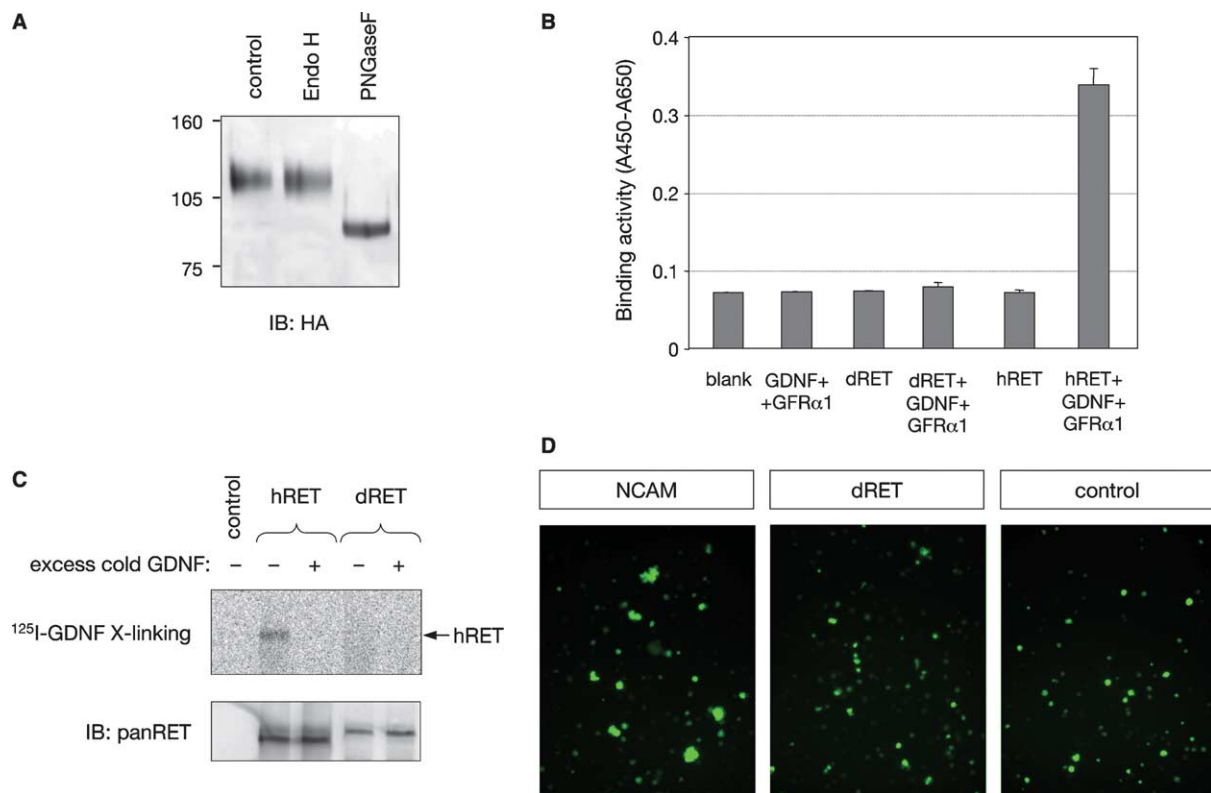 A
control
Endo H
PNGaseF
160
105
75
IB: HA
B
Binding activity (A450-A650)
0.4
0.3
0.2
0.1
0
blank
GDNF+
+GFRα1
dRET
dRET+
GDNF+
GFRα1
hRET
hRET+
GDNF+
GFRα1
C
control
hRET
dRET
excess cold GDNF: – – + – +
¹²⁵I-GDNF X-linking
hRET
IB: panRET
D
NCAM
dRET
control